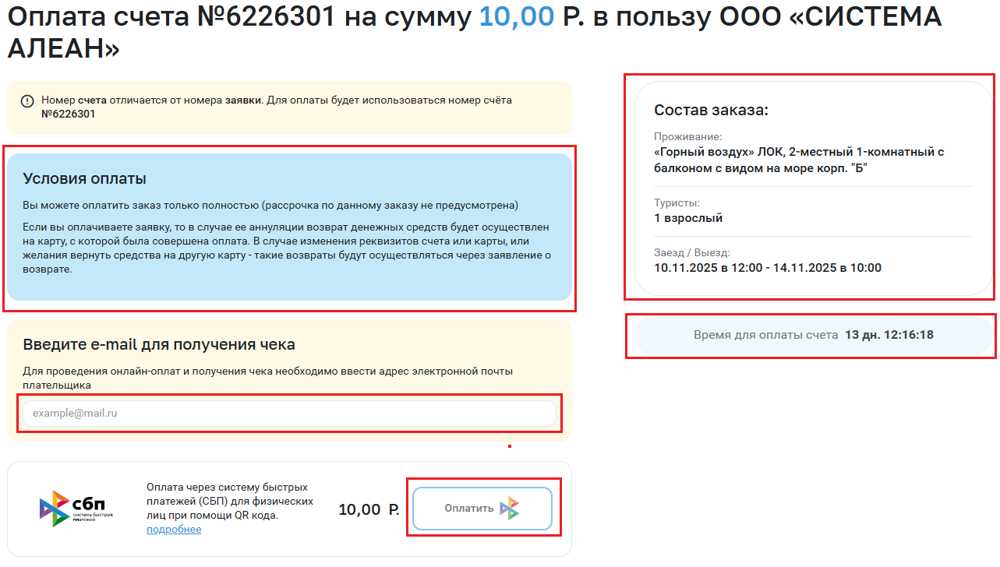 Оплата счета №6226301 на сумму 10,00 Р. в пользу ООО «СИСТЕМА
АЛЕАН»
Номер счета отличается от номера заявки. Для оплаты будет использоваться номер счёта
№6226301
Условия оплаты
Вы можете оплатить заказ только полностью (рассрочка по данному заказу не предусмотрена)
Если вы оплачиваете заявку, то в случае ее аннуляции возврат денежных средств будет осуществлен
на карту, с которой была совершена оплата. В случае изменения реквизитов счета или карты, или
желания вернуть средства на другую карту - такие возвраты будут осуществляться через заявление о
возврате.
Введите e-mail для получения чека
Для проведения онлайн-оплат и получения чека необходимо ввести адрес электронной почты
плательщика
example@mail.ru
сбп
система быстрых
платежей
Оплата через систему быстрых
платежей (СБП) для физических
лиц при помощи QR кода.
подробнее
10,00 Р.
Оплатить
Состав заказа:
Проживание:
«Горный воздух» ЛОК, 2-местный 1-комнатный с
балконом с видом на море корп. "Б"
Туристы:
1 взрослый
Заезд / Выезд:
10.11.2025 в 12:00 - 14.11.2025 в 10:00
Время для оплаты счета 13 дн. 12:16:18